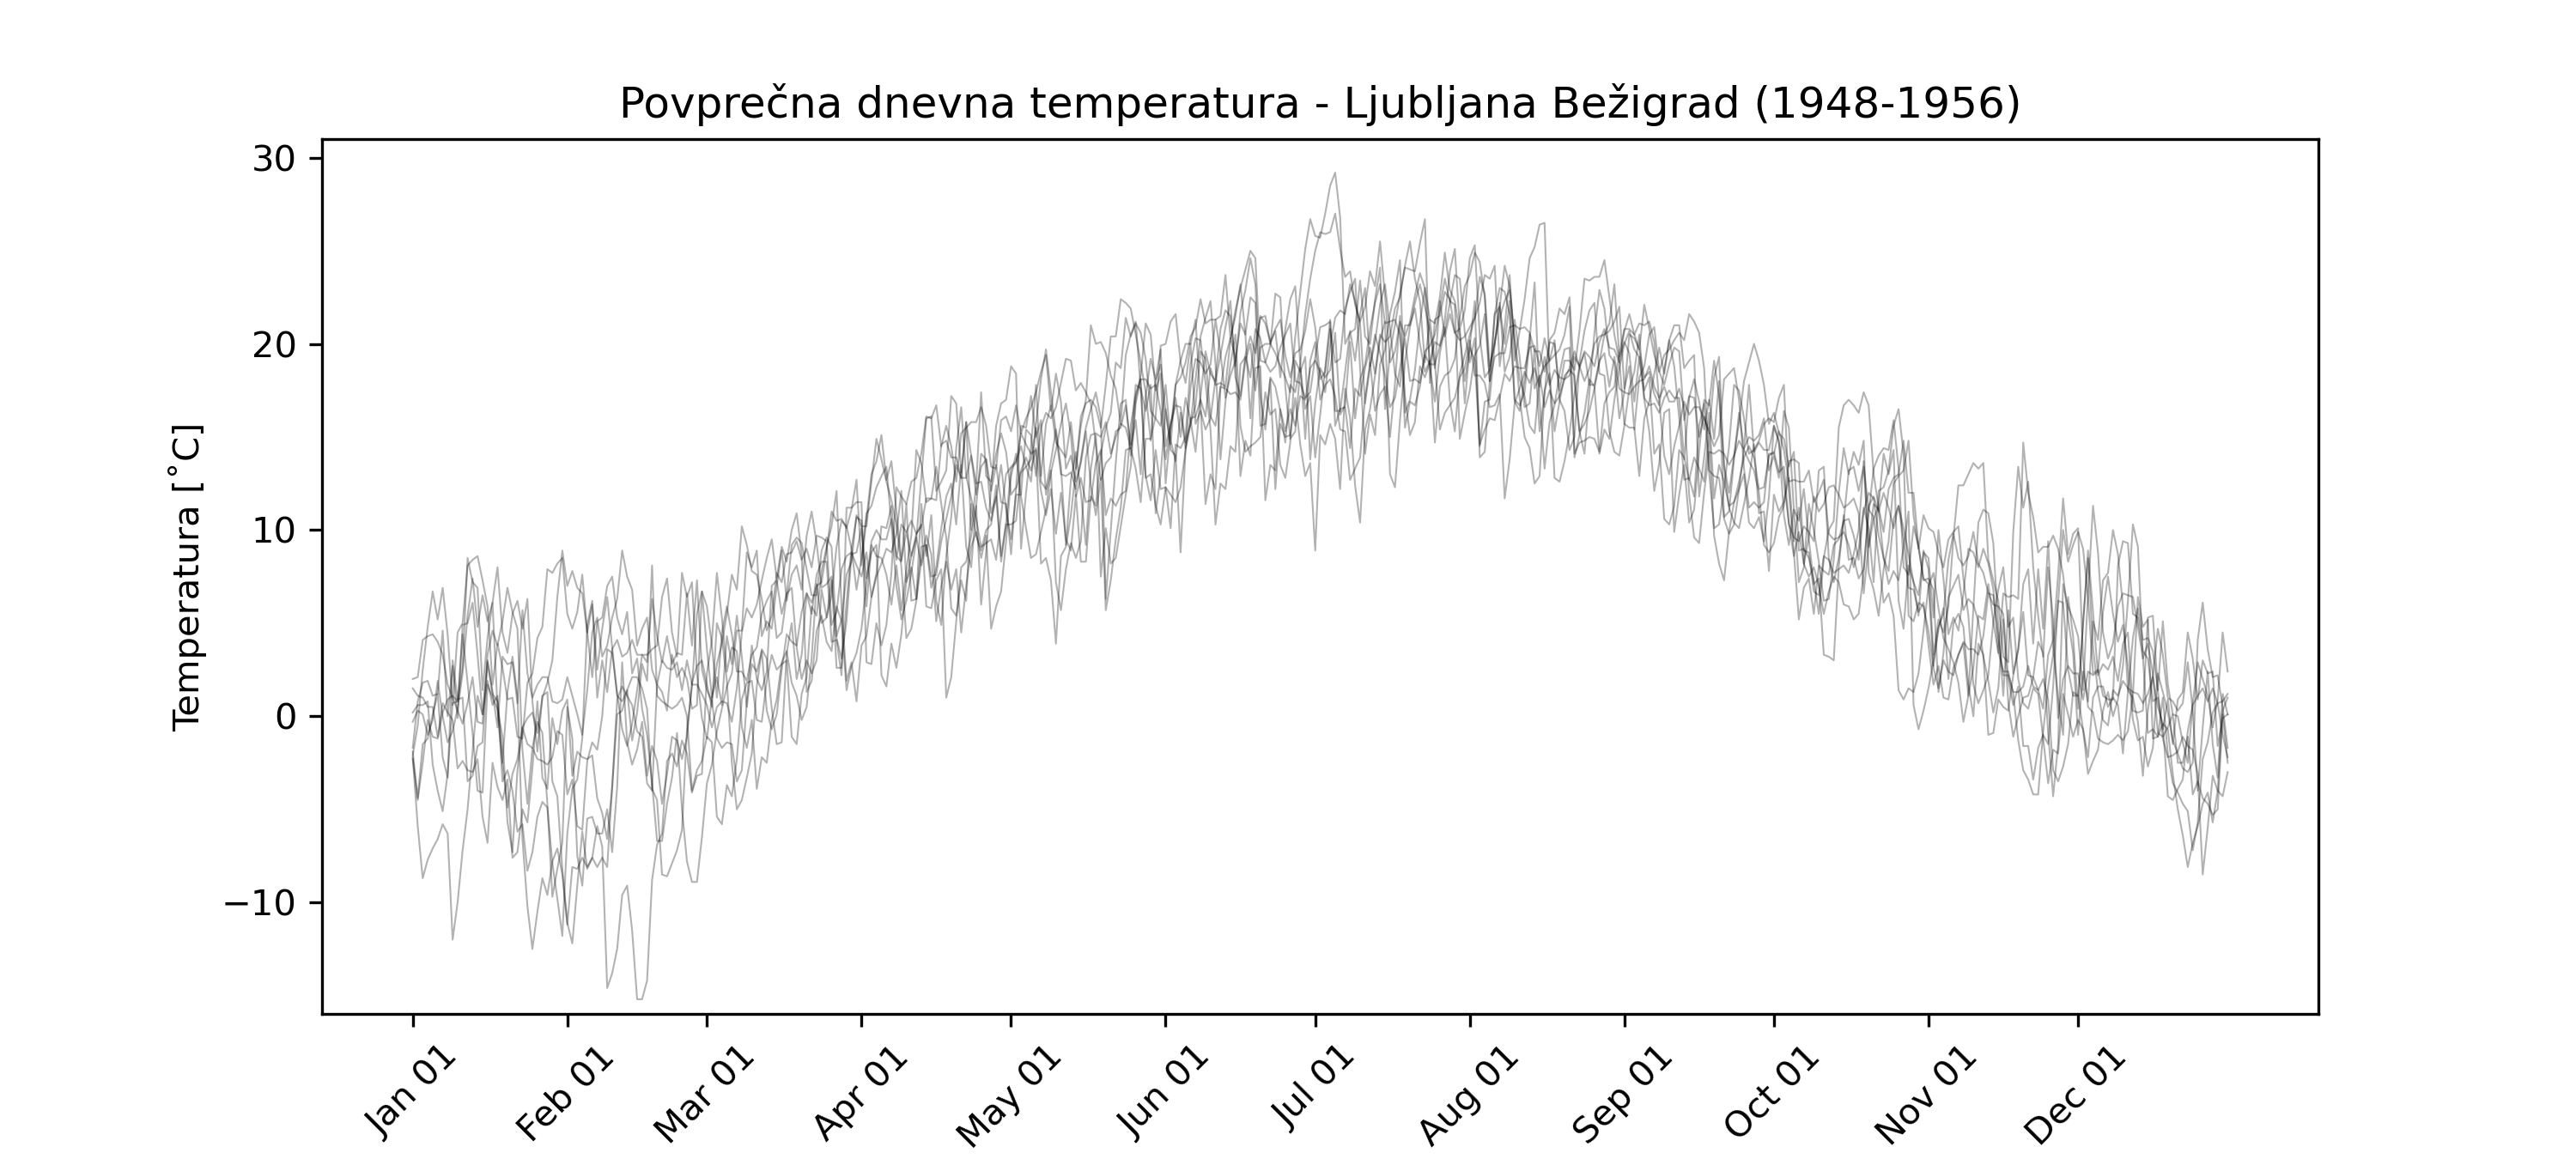 Povprečna dnevna temperatura - Ljubljana Bežigrad (1948-1956)
Temperatura [˚C]
30
20
10
0
−10
Jan 01
Feb 01
Mar 01
Apr 01
May 01
Jun 01
Jul 01
Aug 01
Sep 01
Oct 01
Nov 01
Dec 01